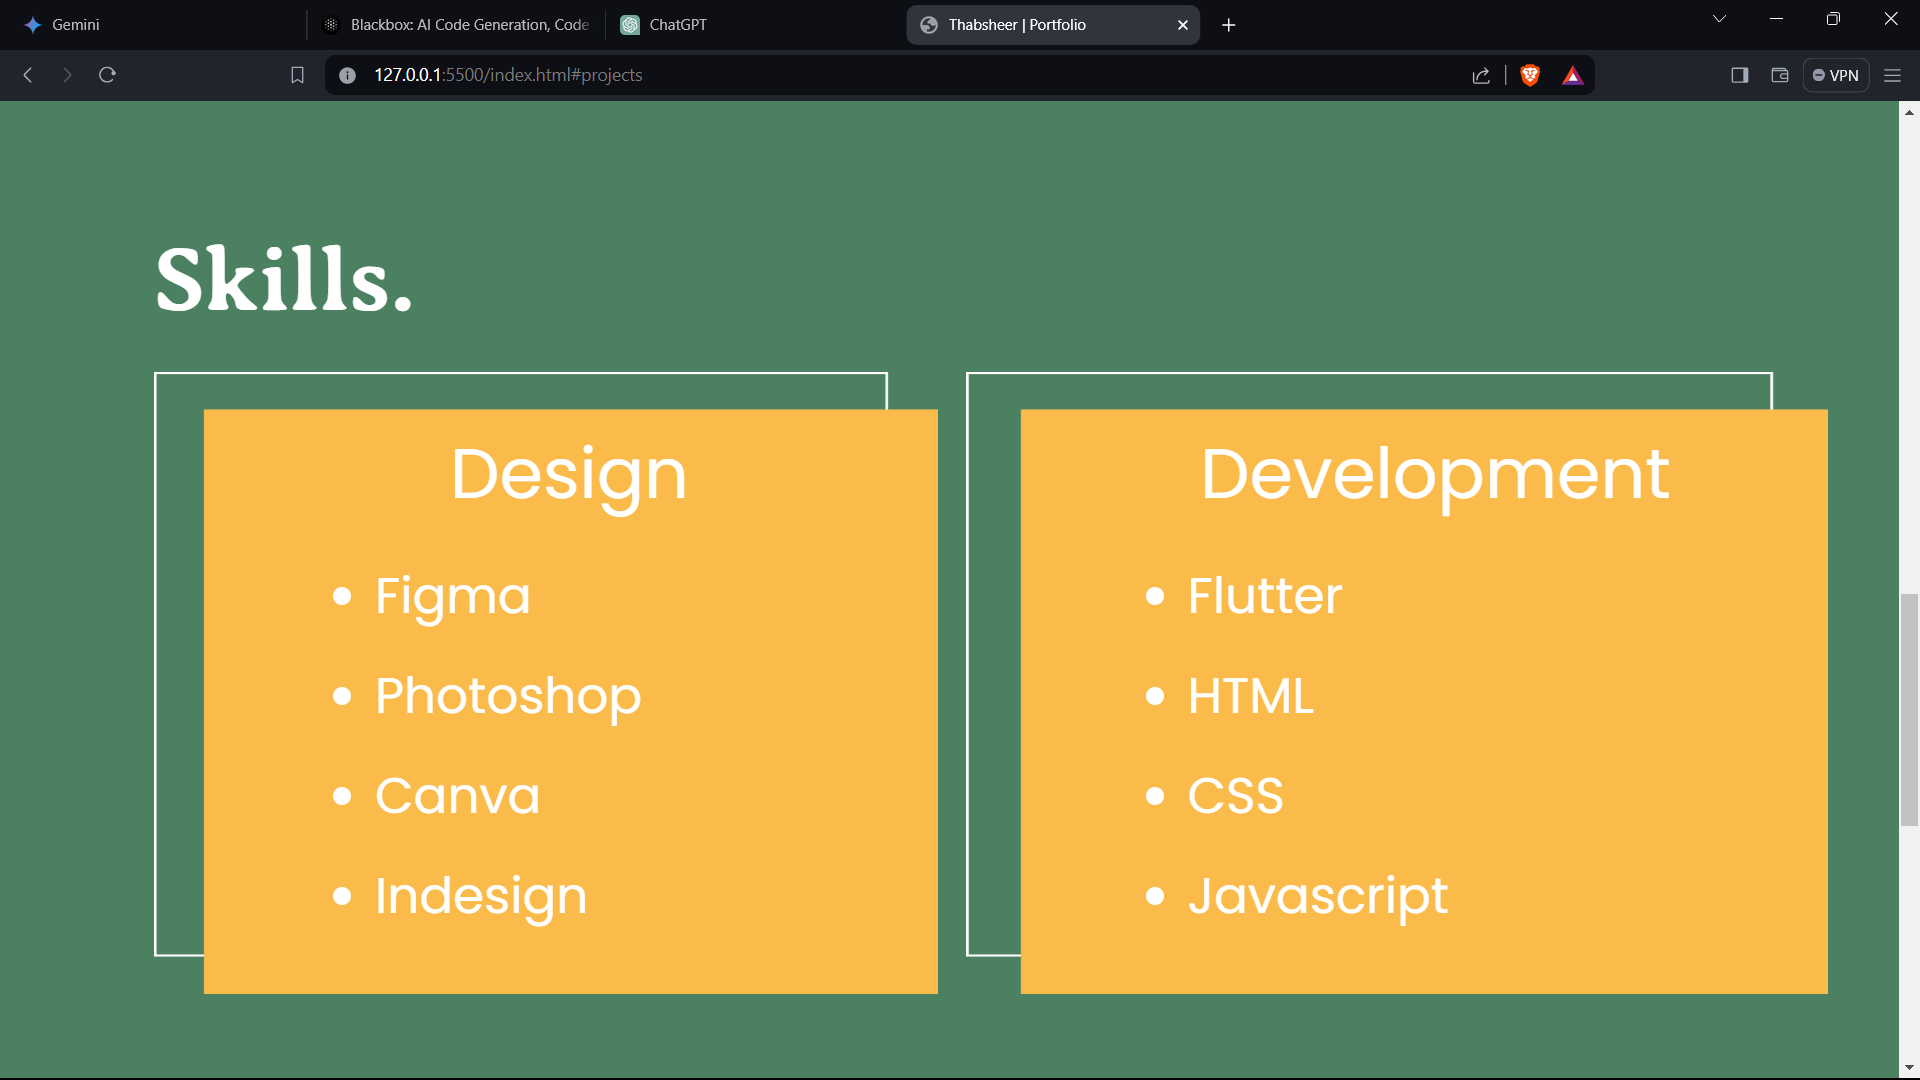 Gemini
Blackbox: AI Code Generation, Code
ChatGPT
Thabsheer | Portfolio
127.0.0.1:5500/index.html#projects
VPN
Skills.
Design
Figma
Photoshop
Canva
Indesign
Development
Flutter
HTML
CSS
Javascript